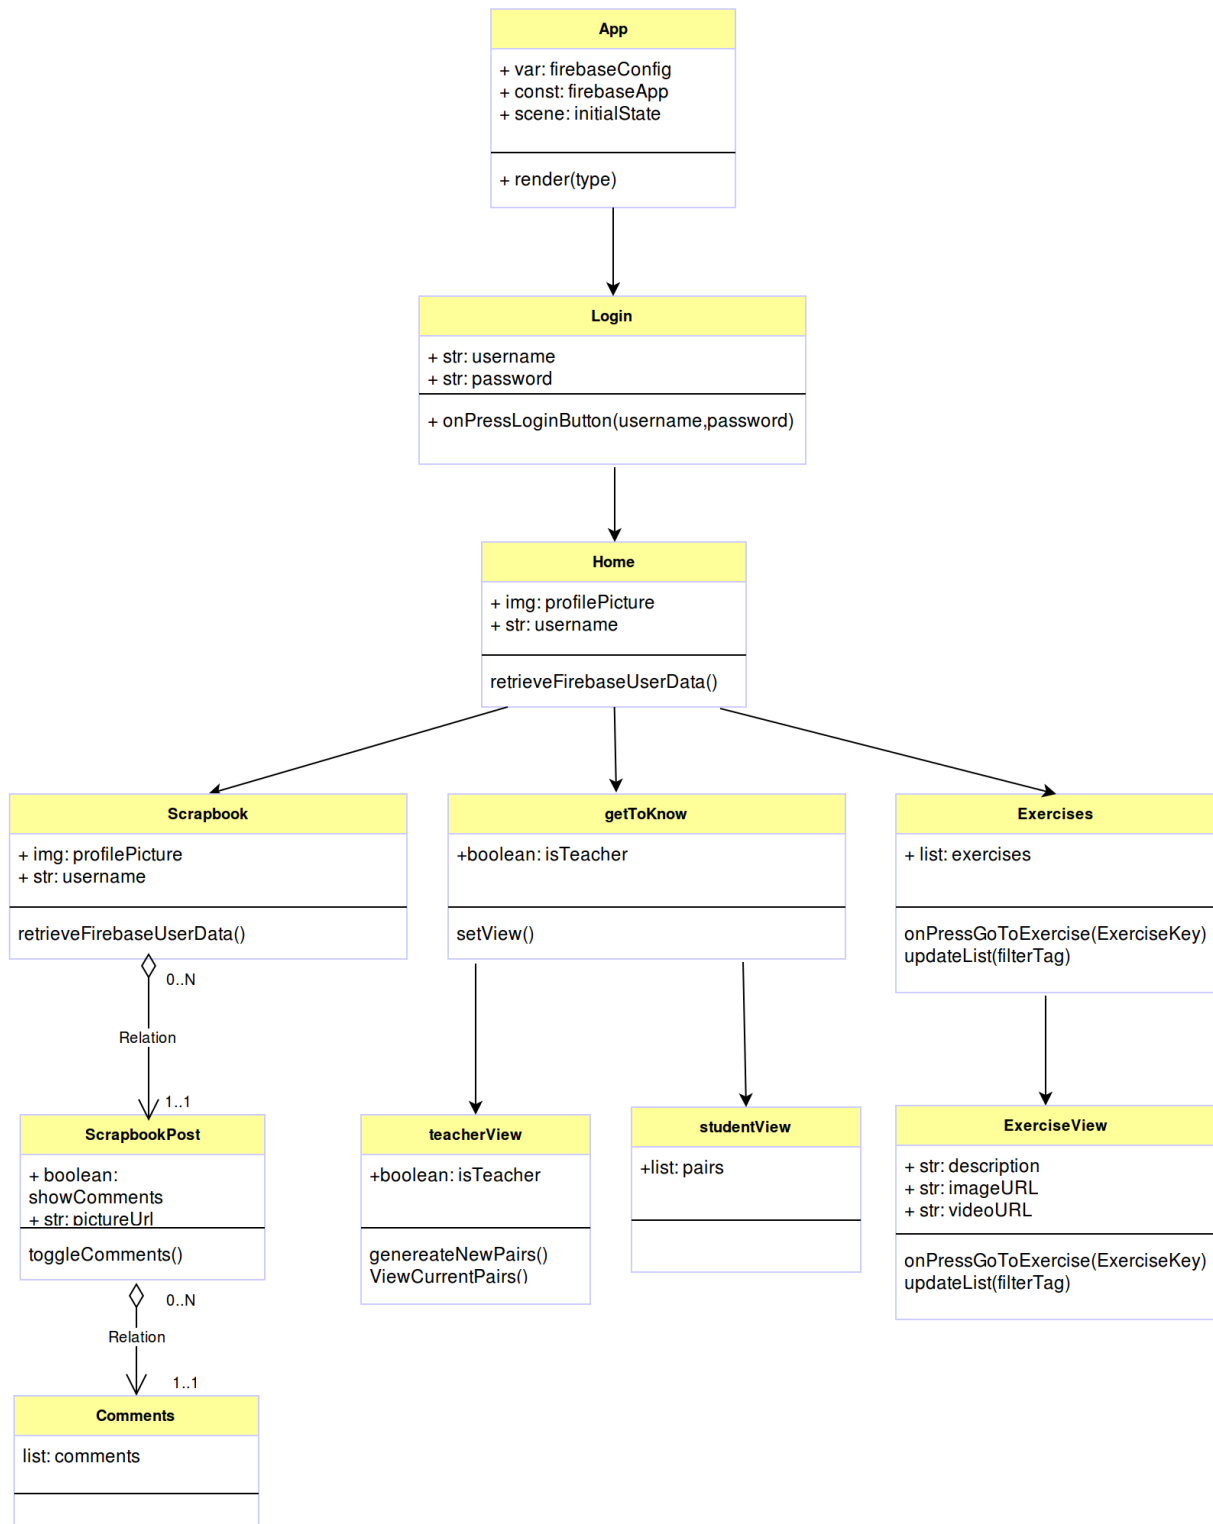 App
+ var: firebaseConfig
+ const: firebaseApp
+ scene: initialState
+ render(type)
Login
+ str: username
+ str: password
+ onPressLoginButton(username,password)
Home
+ img: profilePicture
+ str: username
retrieveFirebaseUserData()
Scrapbook
+ img: profilePicture
+ str: username
retrieveFirebaseUserData()
getToKnow
+boolean: isTeacher
setView()
Exercises
+ list: exercises
onPressGoToExercise(ExerciseKey)
updateList(filterTag)
0..N
Relation
1..1
ScrapbookPost
+ boolean:
showComments
+ str: pictureUrl
toggleComments()
teacherView
+boolean: isTeacher
genereateNewPairs()
ViewCurrentPairs()
studentView
+list: pairs
ExerciseView
+ str: description
+ str: imageURL
+ str: videoURL
onPressGoToExercise(ExerciseKey)
updateList(filterTag)
0..N
Relation
1..1
Comments
list: comments